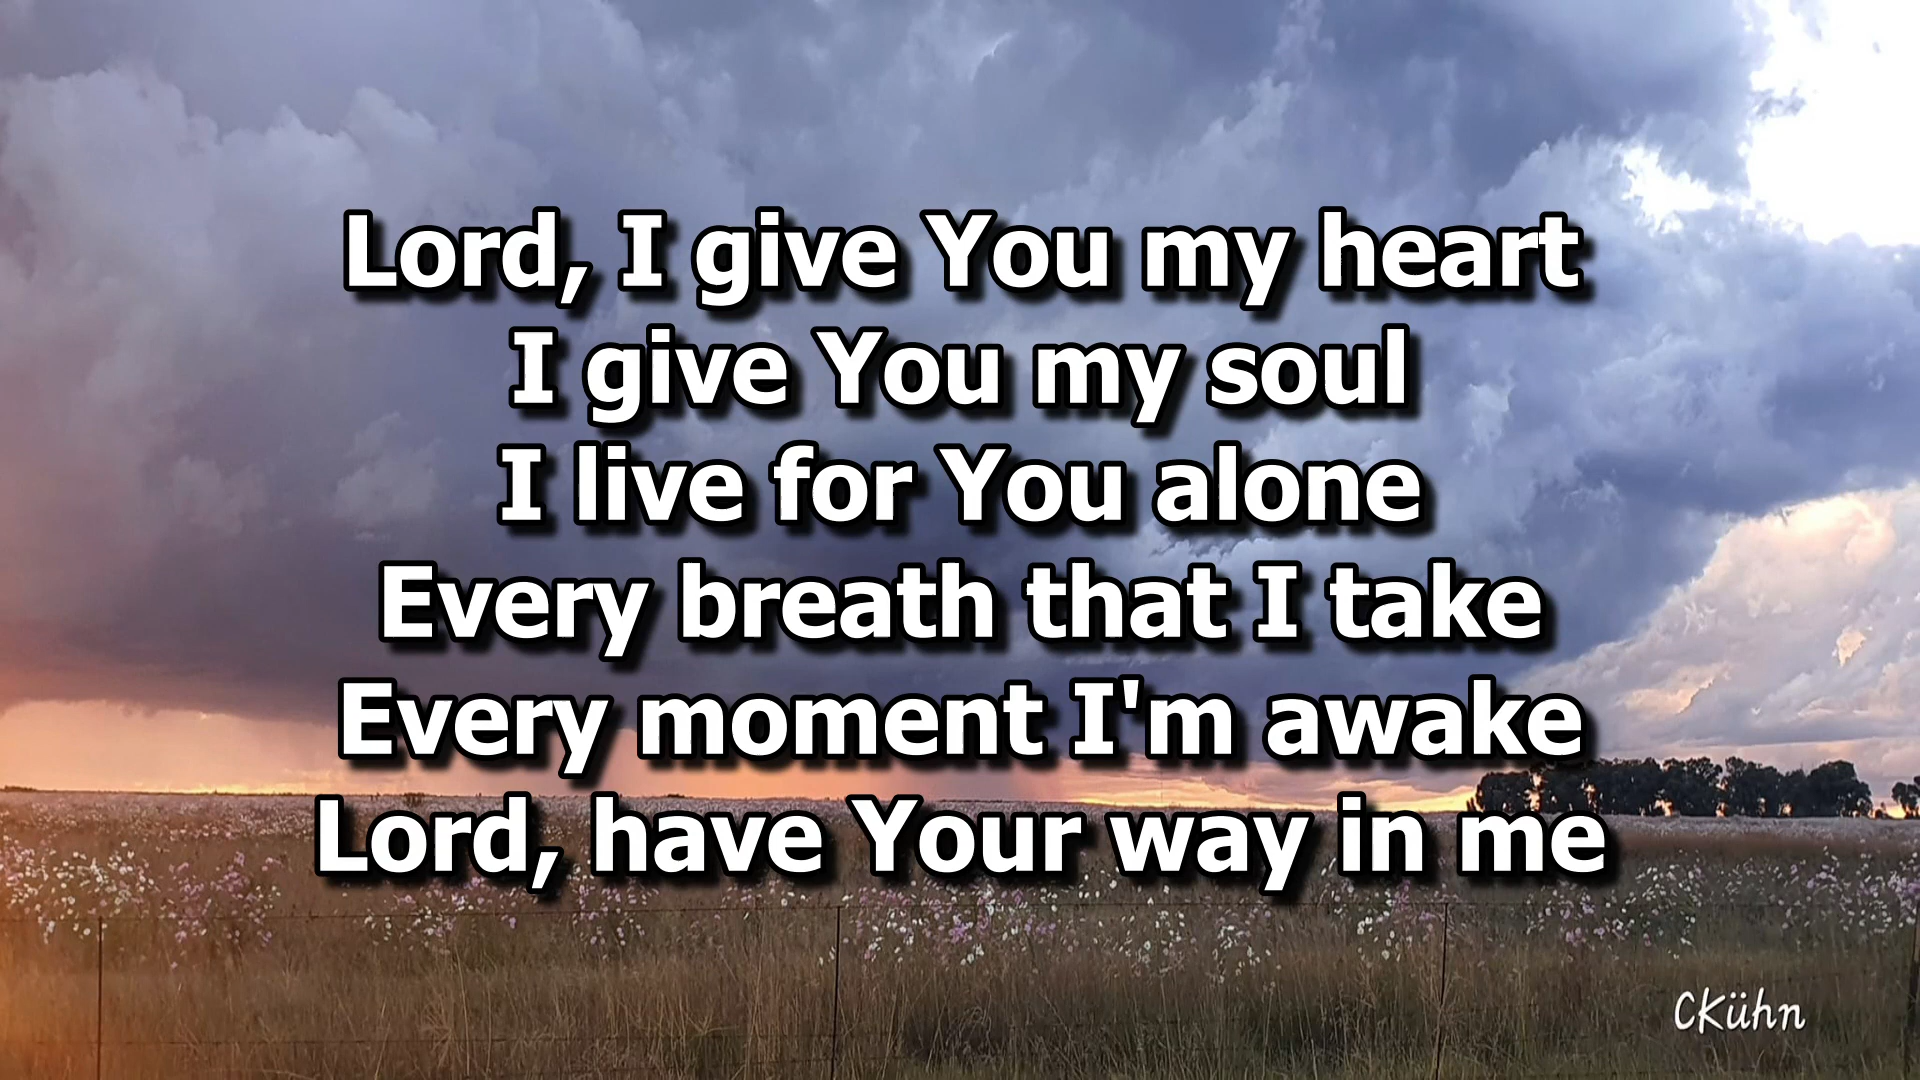 Lord, I give You my heart
I give You my soul
I live for You alone
Every breath that I take
Every moment I'm awake
Lord, have Your way in me
CKühn